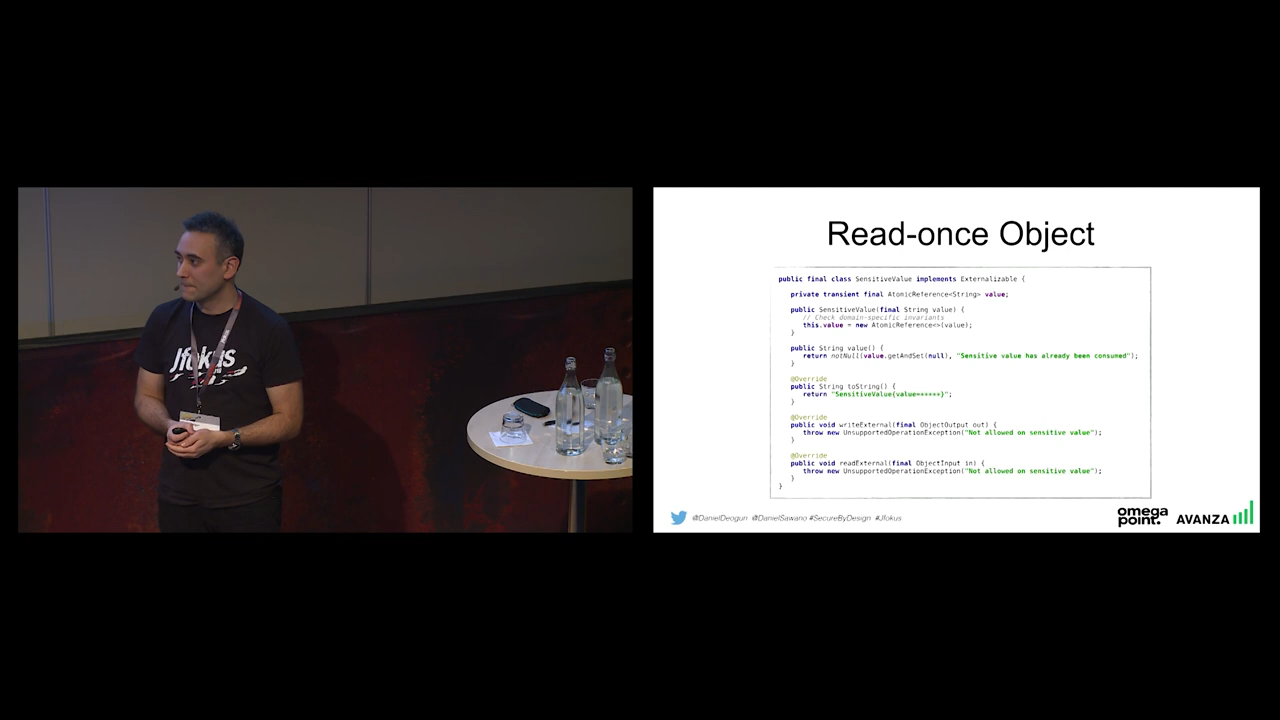 Jfokus
Read-once Object
public final class SensitiveValue implements Externalizable {
private transient final AtomicReference<String> value;
public SensitiveValue(final String value) {
// Check domain-specific invariants
this.value = new AtomicReference<>(value);
}
public String value() {
return notNull(value.getAndSet(null), "Sensitive value has already been consumed");
}
@Override
public String toString() {
return "SensitiveValue{value=*****}";
}
@Override
public void writeExternal(final ObjectOutput out) {
throw new UnsupportedOperationException("Not allowed on sensitive value");
}
@Override
public void readExternal(final ObjectInput in) {
throw new UnsupportedOperationException("Not allowed on sensitive value");
}
}
@DanielDeogun @DanielSawano #SecureByDesign #Jfokus
omega
point.
AVANZA